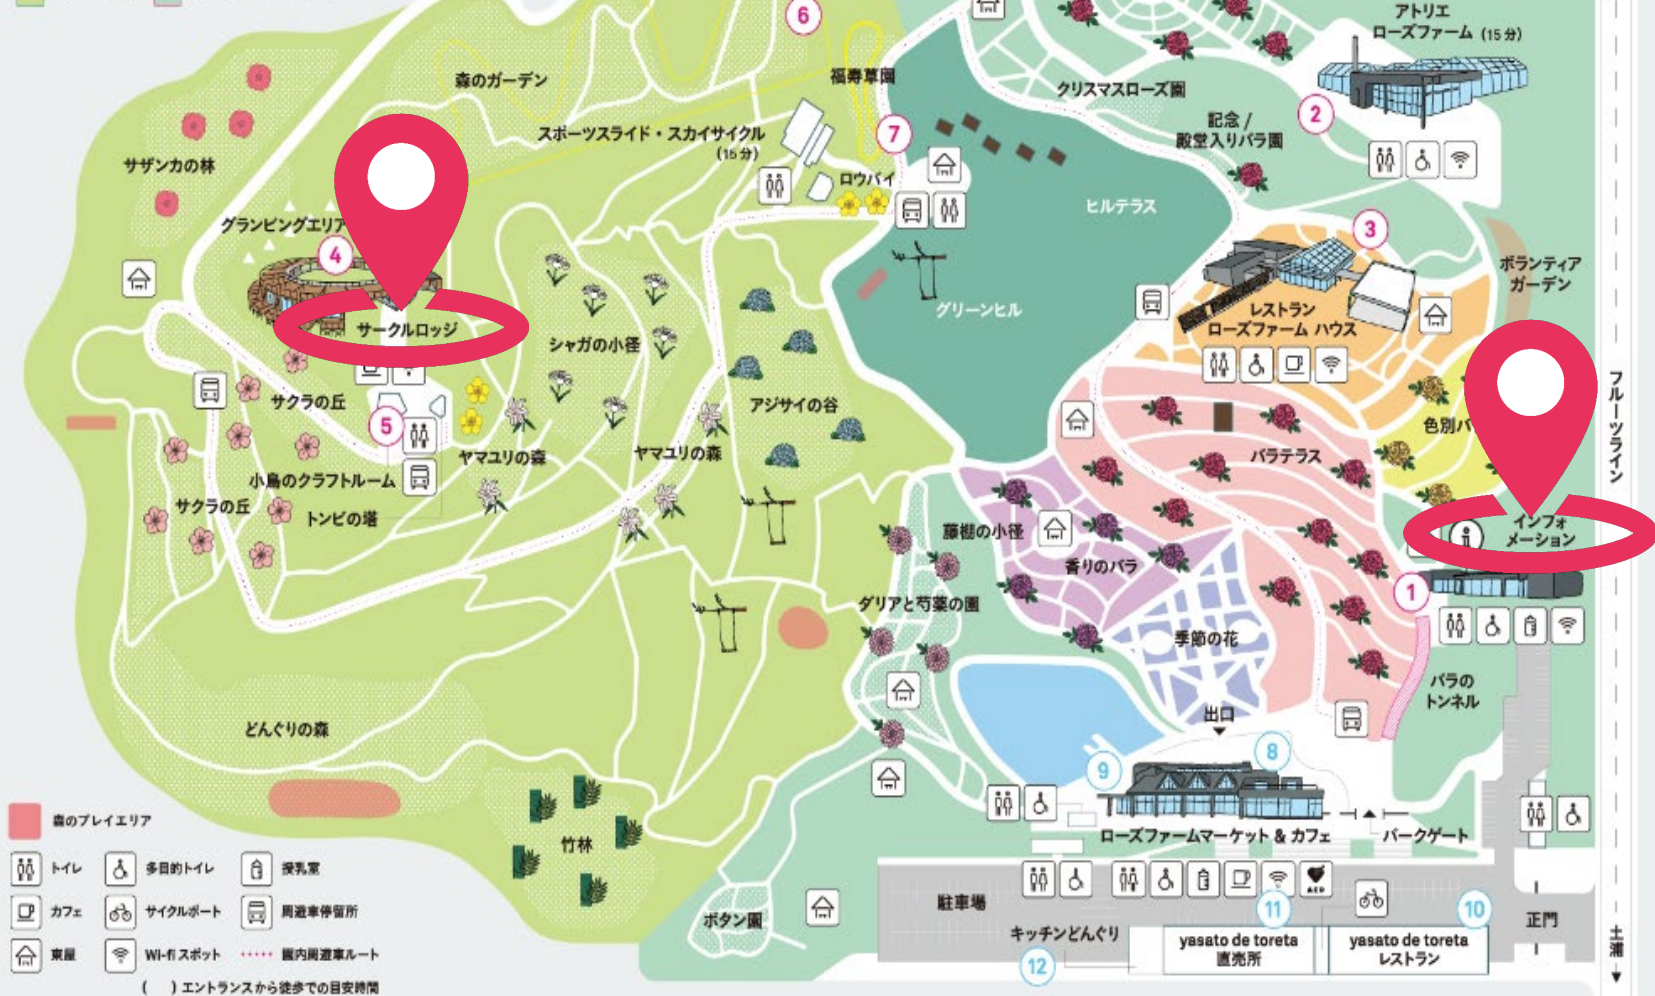 アトリエ
ローズファーム (15分)
6
森のガーデン
福寿草園
クリスマスローズ園
2
スポーツスライド・スカイサイクル
(15分)
7
記念 /
殿堂入りバラ園
サザンカの林
ロウバイ
ヒルテラス
グランピングエリア
4
3
ボランティア
ガーデン
グリーンヒル
レストラン
ローズファーム ハウス
サークルロッジ
シャガの小径
フルーツライン
サクラの丘
アジサイの谷
5
色別バ
ヤマユリの森
ヤマユリの森
バラテラス
小鳥のクラフトルーム
サクラの丘
トンビの塔
藤棚の小径
インフォ
メーション
i
香りのバラ
1
ダリアと芍薬の園
季節の花
バラの
トンネル
出口
どんぐりの森
8
9
ローズファームマーケット & カフェ
パークゲート
竹林
森のプレイエリア
トイレ
多目的トイレ
授乳室
カフェ
サイクルポート
周遊車停留所
東屋
Wi-fi スポット
園内周遊車ルート
( ) エントランスから徒歩での目安時間
AED
駐車場
ボタン園
11
10
正門
キッチンどんぐり
12
yasato de toreta
直売所
yasato de toreta
レストラン
土浦